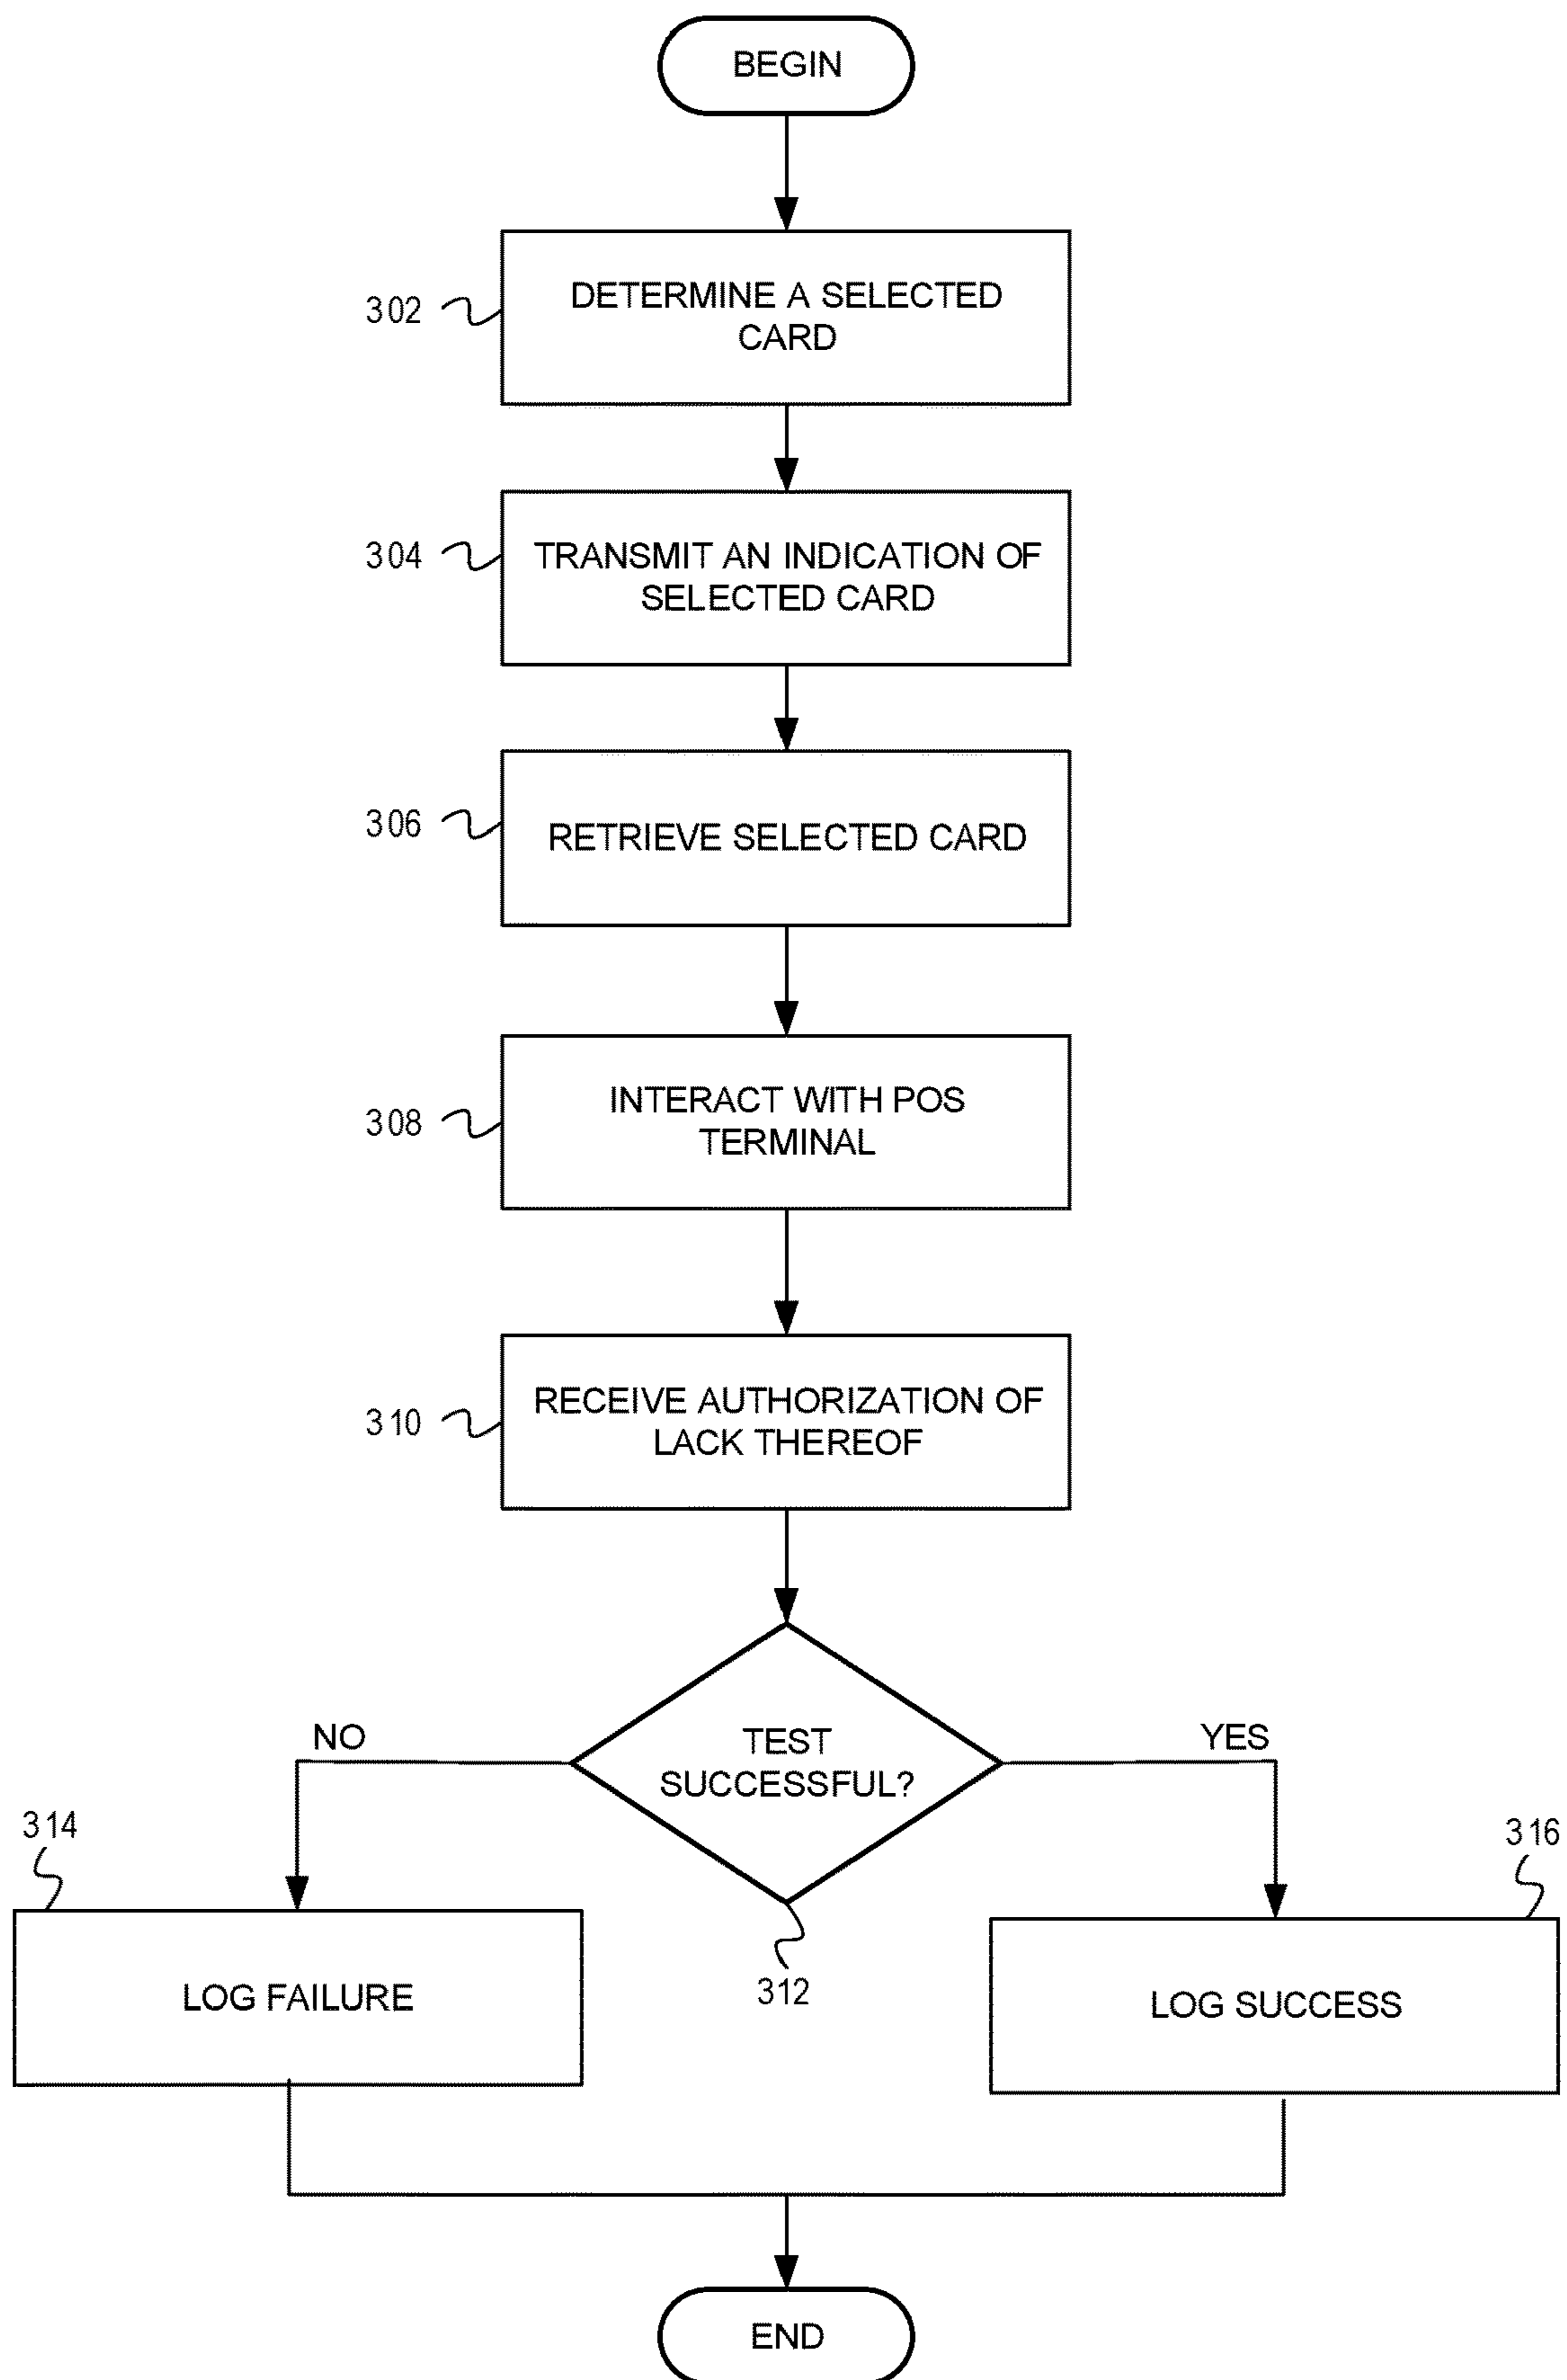 BEGIN
302
DETERMINE A SELECTED
CARD
304
TRANSMIT AN INDICATION OF
SELECTED CARD
306
RETRIEVE SELECTED CARD
308
INTERACT WITH POS
TERMINAL
310
RECEIVE AUTHORIZATION OF
LACK THEREOF
NO
TEST
SUCCESSFUL?
YES
314
316
312
LOG FAILURE
LOG SUCCESS
END